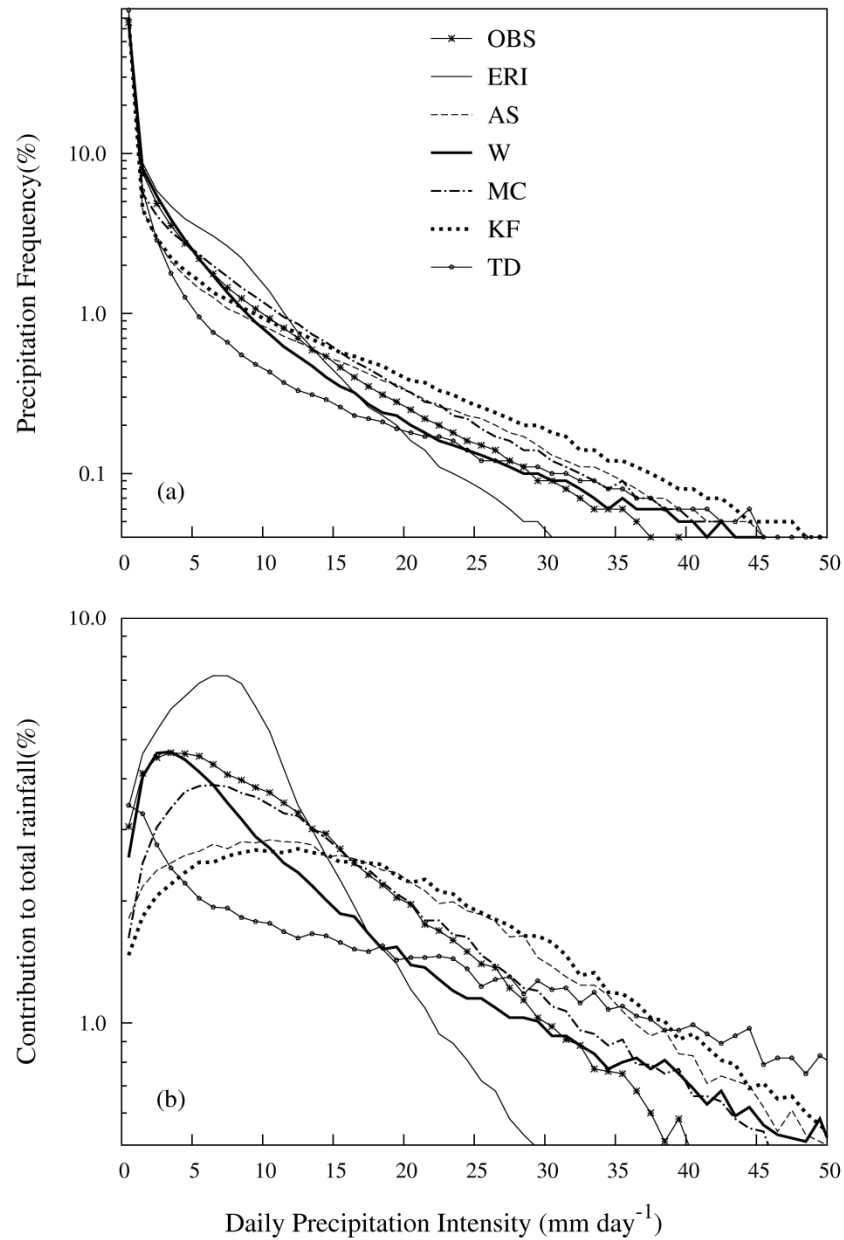 OBS
ERI
AS
W
MC
KF
TD
Precipitation Frequency(%)
10.0
1.0
0.1
(a)
0 5 10 15 20 25 30 35 40 45 50
Contribution to total rainfall(%)
10.0
1.0
(b)
0 5 10 15 20 25 30 35 40 45 50
Daily Precipitation Intensity (mm day⁻¹)